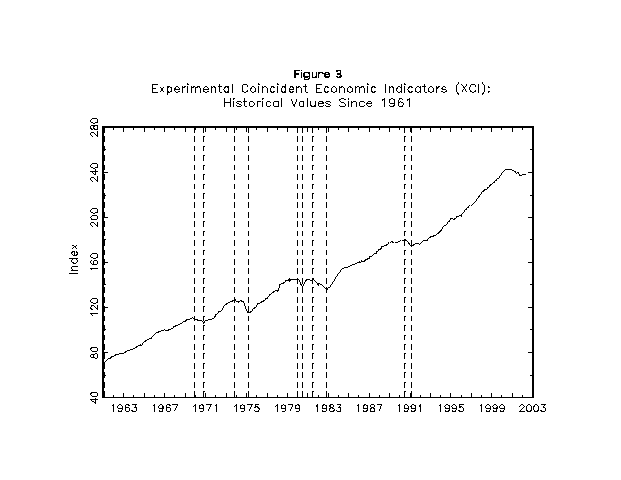 Figure 3
Experimental Coincident Economic Indicators (XCI):
Historical Values Since 1961
280
240
200
160
120
80
40
Index
1963 1967 1971 1975 1979 1983 1987 1991 1995 1999 2003